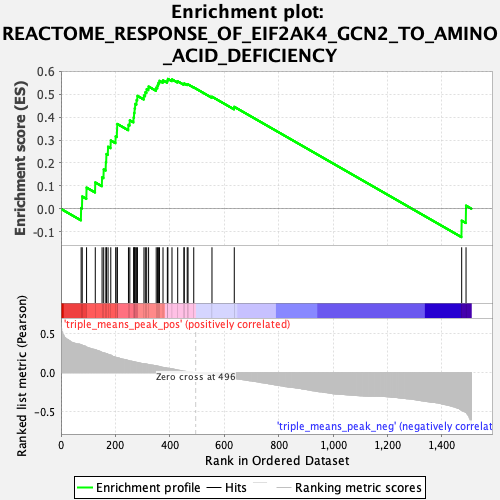 Enrichment plot:
REACTOME_RESPONSE_OF_EIF2AK4_GCN2_TO_AMINO
_ACID_DEFICIENCY
Enrichment score (ES)
0.6
0.5
0.4
0.3
0.2
0.1
0.0
-0.1
'triple_means_peak_pos' (positively correlated)
Ranked list metric (Pearson)
0.5
0.0
-0.5
Zero cross at 496
'triple_means_peak_neg' (negatively correlat
0
200
400
600
800
1,000
1,200
1,400
Rank in Ordered Dataset
Enrichment profile
Hits
Ranking metric scores